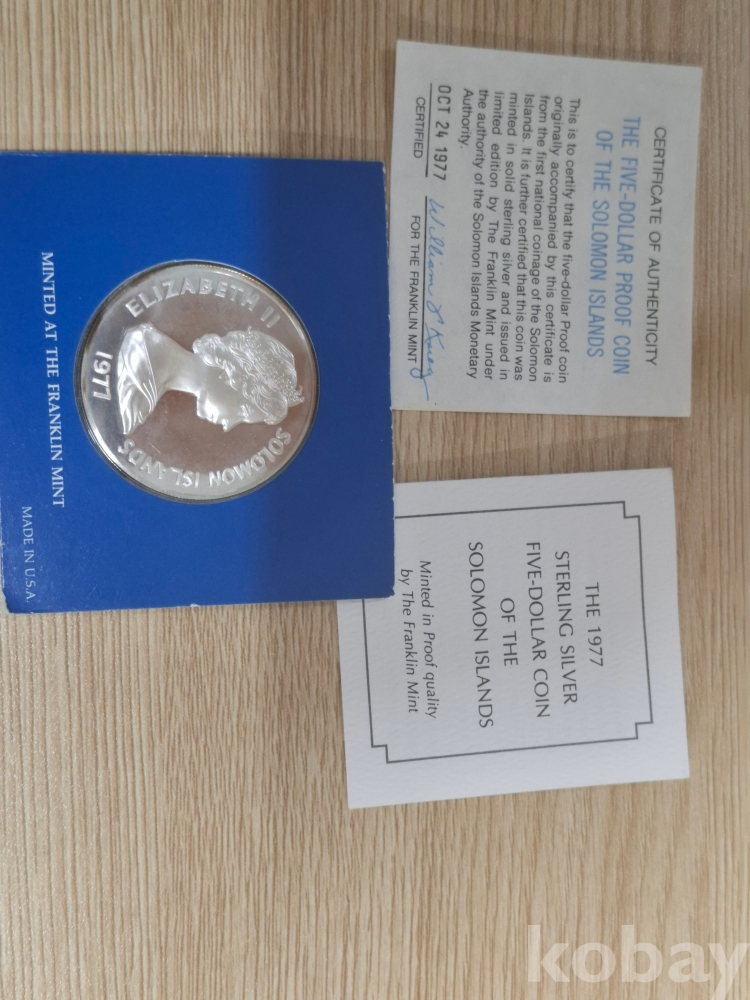 CERTIFICATE OF AUTHENTICITY
THE FIVE-DOLLAR PROOF COIN
OF THE SOLOMON ISLANDS
This is to certify that the five-dollar Proof coin
originally accompanied by this certificate is
from the first national coinage of the Solomon
Islands. It is further certified that this coin was
minted in solid sterling silver and issued in
limited edition by The Franklin Mint under
the authority of the Solomon Islands Monetary
Authority.
OCT 24 1977
CERTIFIED
William
FOR THE FRANKLIN MINT
ELIZABETH II
SOLOMON ISLANDS
1977
MINTED AT THE FRANKLIN MINT
MADE IN U.S.A.
THE 1977
STERLING SILVER
FIVE-DOLLAR COIN
OF THE
SOLOMON ISLANDS
Minted in Proof quality
by The Franklin Mint
kobay